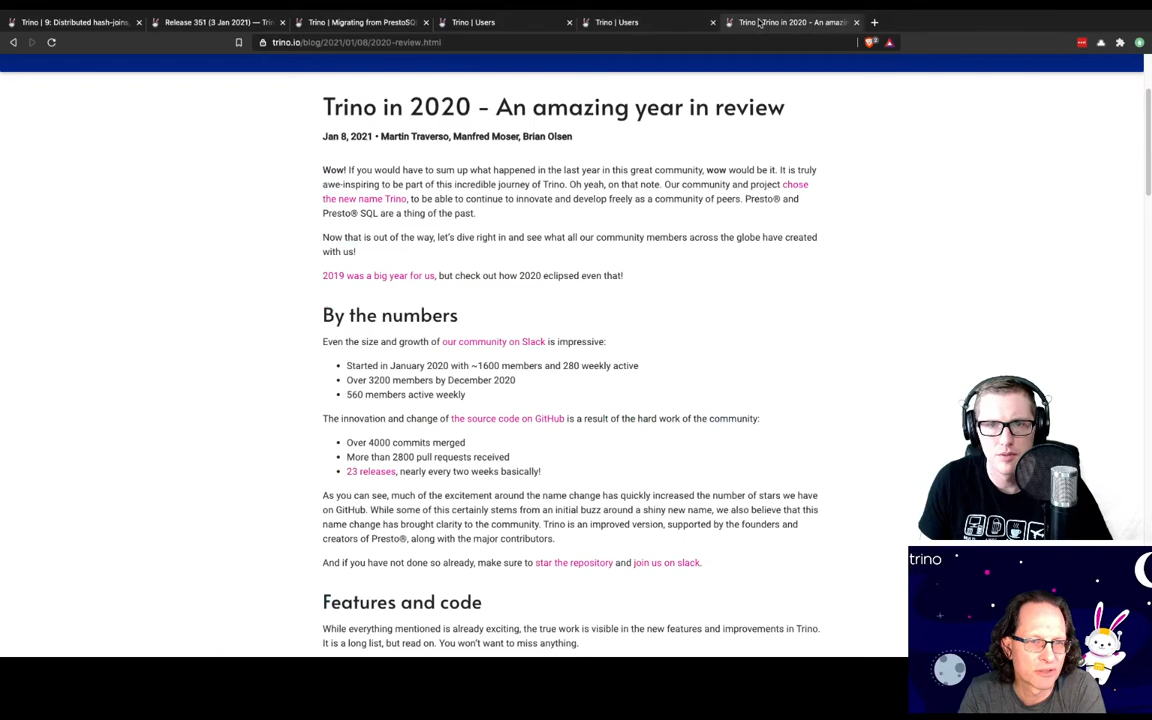 Trino | 9: Distributed hash-joins,
Release 351 (3 Jan 2021) — Trin
Trino | Migrating from PrestoSQ
Trino | Users
Trino | Users
Trino | Trino in 2020 - An amazin
trino.io/blog/2021/01/08/2020-review.html
Trino in 2020 - An amazing year in review
Jan 8, 2021 • Martin Traverso, Manfred Moser, Brian Olsen
Wow! If you would have to sum up what happened in the last year in this great community, wow would be it. It is truly
awe-inspiring to be part of this incredible journey of Trino. Oh yeah, on that note. Our community and project chose
the new name Trino, to be able to continue to innovate and develop freely as a community of peers. Presto® and
Presto® SQL are a thing of the past.
Now that is out of the way, let's dive right in and see what all our community members across the globe have created
with us!
2019 was a big year for us, but check out how 2020 eclipsed even that!
By the numbers
Even the size and growth of our community on Slack is impressive:
• Started in January 2020 with ~1600 members and 280 weekly active
• Over 3200 members by December 2020
• 560 members active weekly
The innovation and change of the source code on GitHub is a result of the hard work of the community:
• Over 4000 commits merged
• More than 2800 pull requests received
• 23 releases, nearly every two weeks basically!
As you can see, much of the excitement around the name change has quickly increased the number of stars we have
on GitHub. While some of this certainly stems from an initial buzz around a shiny new name, we also believe that this
name change has brought clarity to the community. Trino is an improved version, supported by the founders and
creators of Presto®, along with the major contributors.
And if you have not done so already, make sure to star the repository and join us on slack.
trino
Features and code
While everything mentioned is already exciting, the true work is visible in the new features and improvements in Trino.
It is a long list, but read on. You won't want to miss anything.